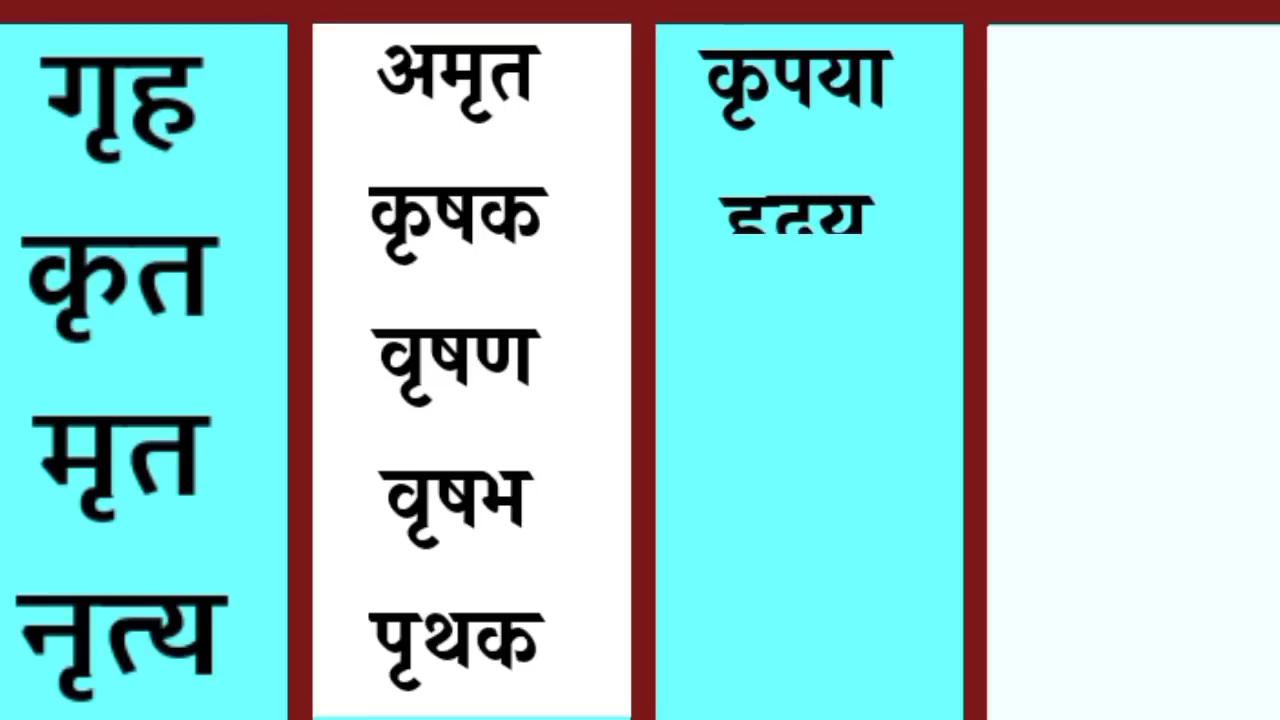 गृह
कृत
मृत
नृत्य
अमृत
कृषक
वृषण
वृषभ
पृथक
कृपया